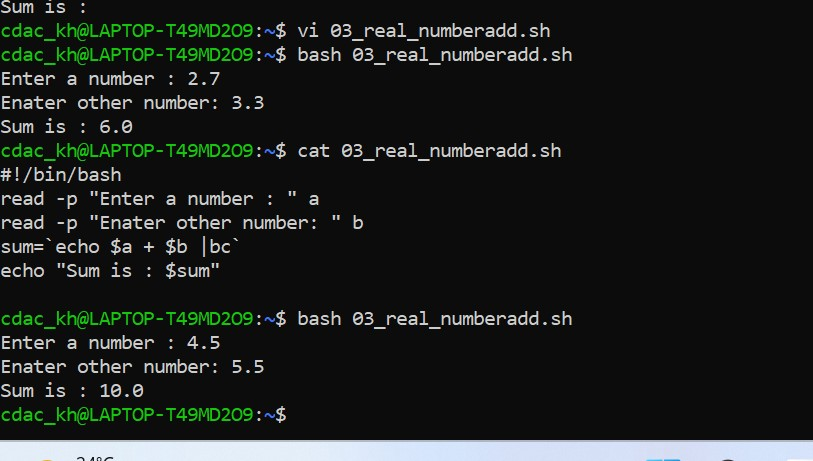 Sum is :
cdac_kh@LAPTOP-T49MD2O9:~$ vi 03_real_numberadd.sh
cdac_kh@LAPTOP-T49MD2O9:~$ bash 03_real_numberadd.sh
Enter a number : 2.7
Enater other number: 3.3
Sum is : 6.0
cdac_kh@LAPTOP-T49MD2O9:~$ cat 03_real_numberadd.sh
#!/bin/bash
read -p "Enter a number : " a
read -p "Enater other number: " b
sum=`echo $a + $b |bc`
echo "Sum is : $sum"
cdac_kh@LAPTOP-T49MD2O9:~$ bash 03_real_numberadd.sh
Enter a number : 4.5
Enater other number: 5.5
Sum is : 10.0
cdac_kh@LAPTOP-T49MD2O9:~$